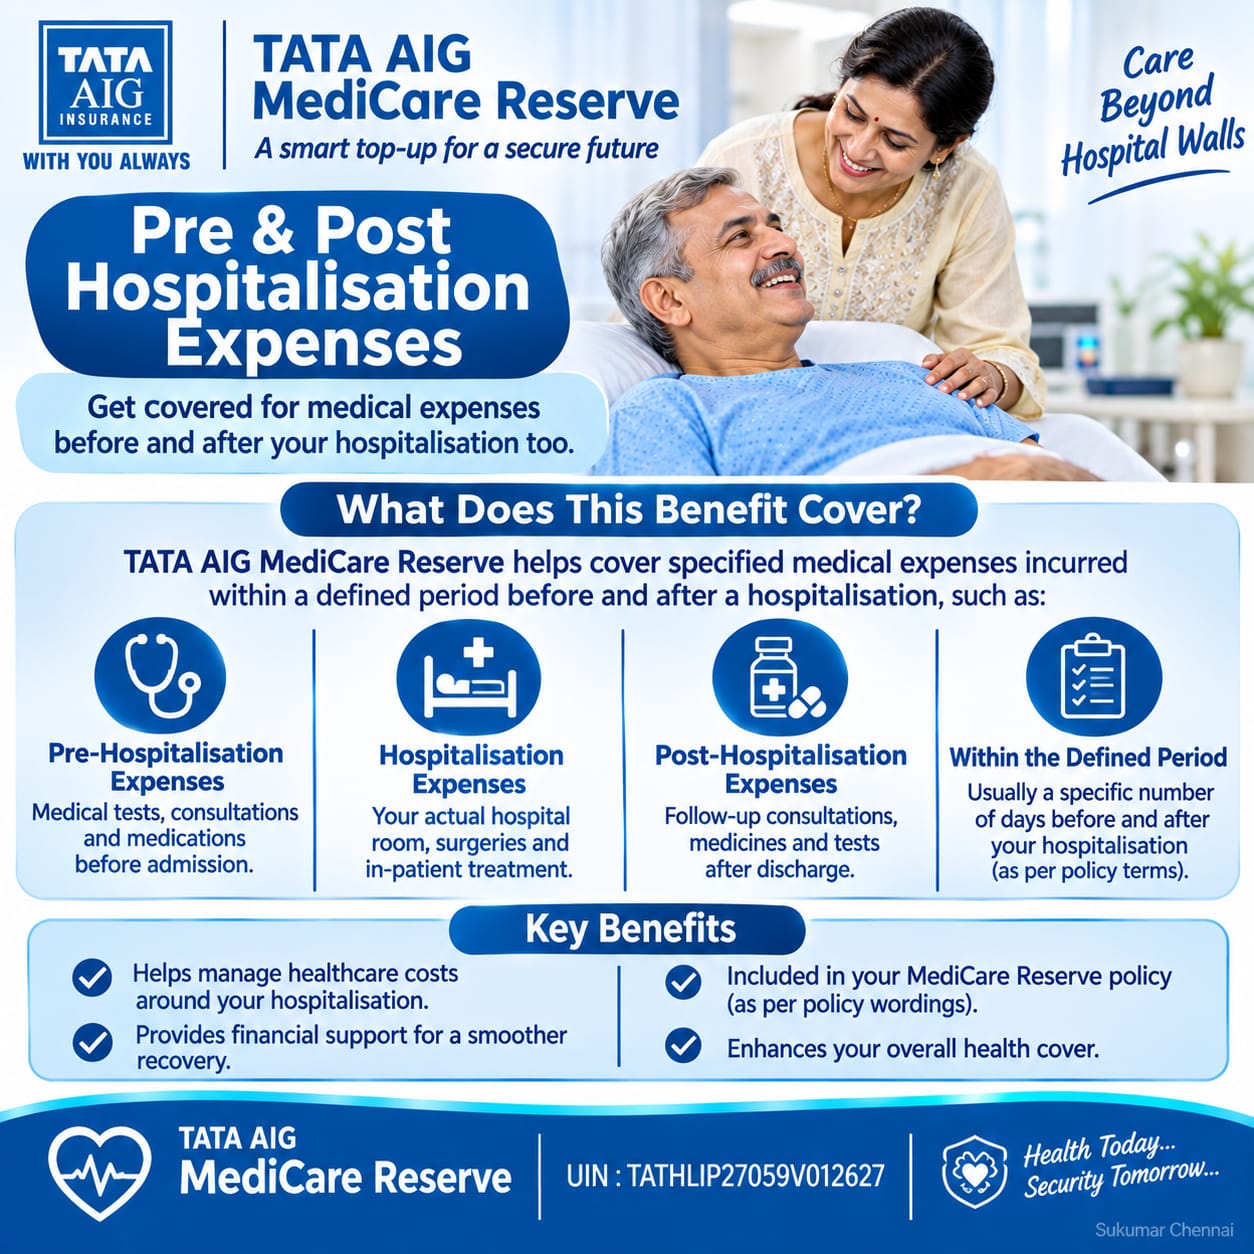 TATA
AIG
INSURANCE
WITH YOU ALWAYS
TATA AIG
MediCare Reserve
A smart top-up for a secure future
Care
Beyond
Hospital Walls
Pre & Post
Hospitalisation
Expenses
Get covered for medical expenses
before and after your hospitalisation too.
What Does This Benefit Cover?
TATA AIG MediCare Reserve helps cover specified medical expenses incurred
within a defined period before and after a hospitalisation, such as:
Pre-Hospitalisation
Expenses
Medical tests, consultations
and medications
before admission.
Hospitalisation
Expenses
Your actual hospital
room, surgeries and
in-patient treatment.
Post-Hospitalisation
Expenses
Follow-up consultations,
medicines and tests
after discharge.
Within the Defined Period
Usually a specific number
of days before and after
your hospitalisation
(as per policy terms).
Key Benefits
Helps manage healthcare costs
around your hospitalisation.
Provides financial support for a smoother
recovery.
Included in your MediCare Reserve policy
(as per policy wordings).
Enhances your overall health cover.
TATA AIG
MediCare Reserve
UIN : TATHLIP27059V012627
Health Today...
Security Tomorrow...
Sukumar Chennai